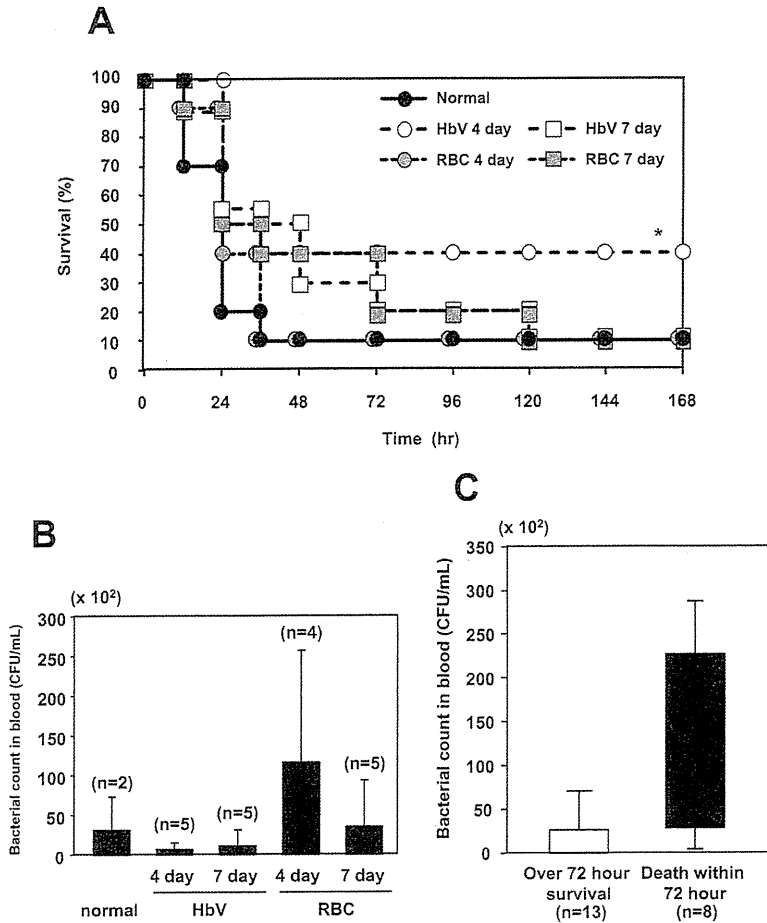 A
Survival (%)
100
90
80
70
60
50
40
30
20
10
0
Normal
HbV 4 day
HbV 7 day
RBC 4 day
RBC 7 day
*
0 24 48 72 96 120 144 168
Time (hr)
B
(x 10²)
Bacterial count in blood (CFU/mL)
300
250
200
150
100
50
0
(n=2)
(n=5)
(n=5)
(n=4)
(n=5)
4 day 7 day 4 day 7 day
normal HbV RBC
C
(x 10²)
Bacterial count in blood (CFU/mL)
350
300
250
200
150
100
50
0
Over 72 hour
survival
(n=13)
Death within
72 hour
(n=8)